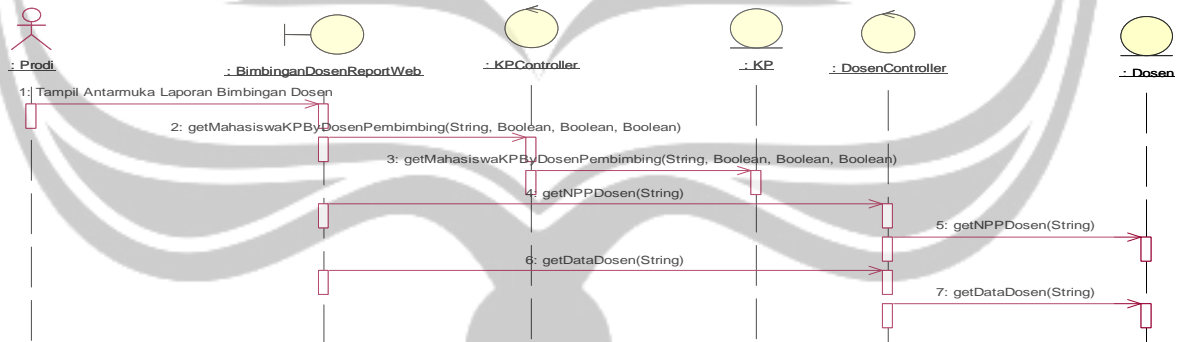 : Prodi
: BimbinganDosenReportWeb
: KPController
: KP
: DosenController
: Dosen
1: Tampil Antarmuka Laporan Bimbingan Dosen
2: getMahasiswaKPByDosenPembimbing(String, Boolean, Boolean, Boolean)
3: getMahasiswaKPByDosenPembimbing(String, Boolean, Boolean, Boolean)
4: getNPPDosen(String)
5: getNPPDosen(String)
6: getDataDosen(String)
7: getDataDosen(String)